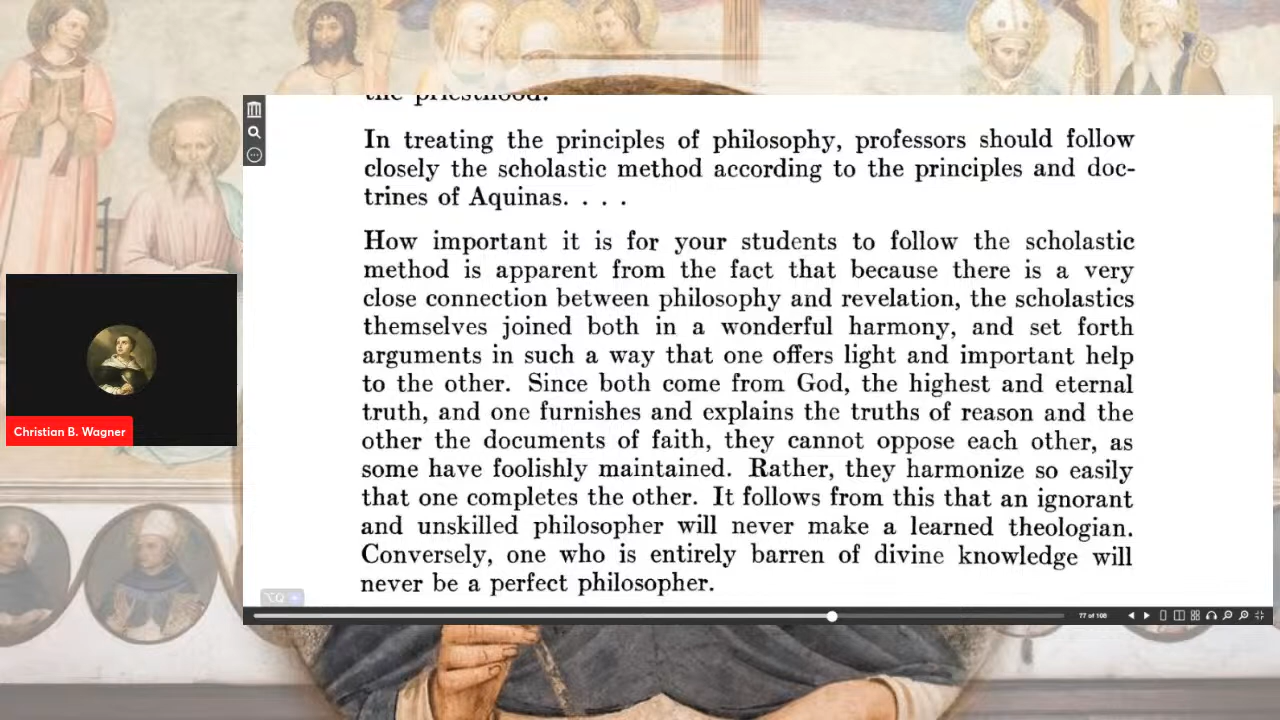 the priesthood.
In treating the principles of philosophy, professors should follow
closely the scholastic method according to the principles and doc-
trines of Aquinas. . . .
How important it is for your students to follow the scholastic
method is apparent from the fact that because there is a very
close connection between philosophy and revelation, the scholastics
themselves joined both in a wonderful harmony, and set forth
arguments in such a way that one offers light and important help
to the other. Since both come from God, the highest and eternal
truth, and one furnishes and explains the truths of reason and the
other the documents of faith, they cannot oppose each other, as
some have foolishly maintained. Rather, they harmonize so easily
that one completes the other. It follows from this that an ignorant
and unskilled philosopher will never make a learned theologian.
Conversely, one who is entirely barren of divine knowledge will
never be a perfect philosopher.
Christian B. Wagner
⌥Q
77 of 108